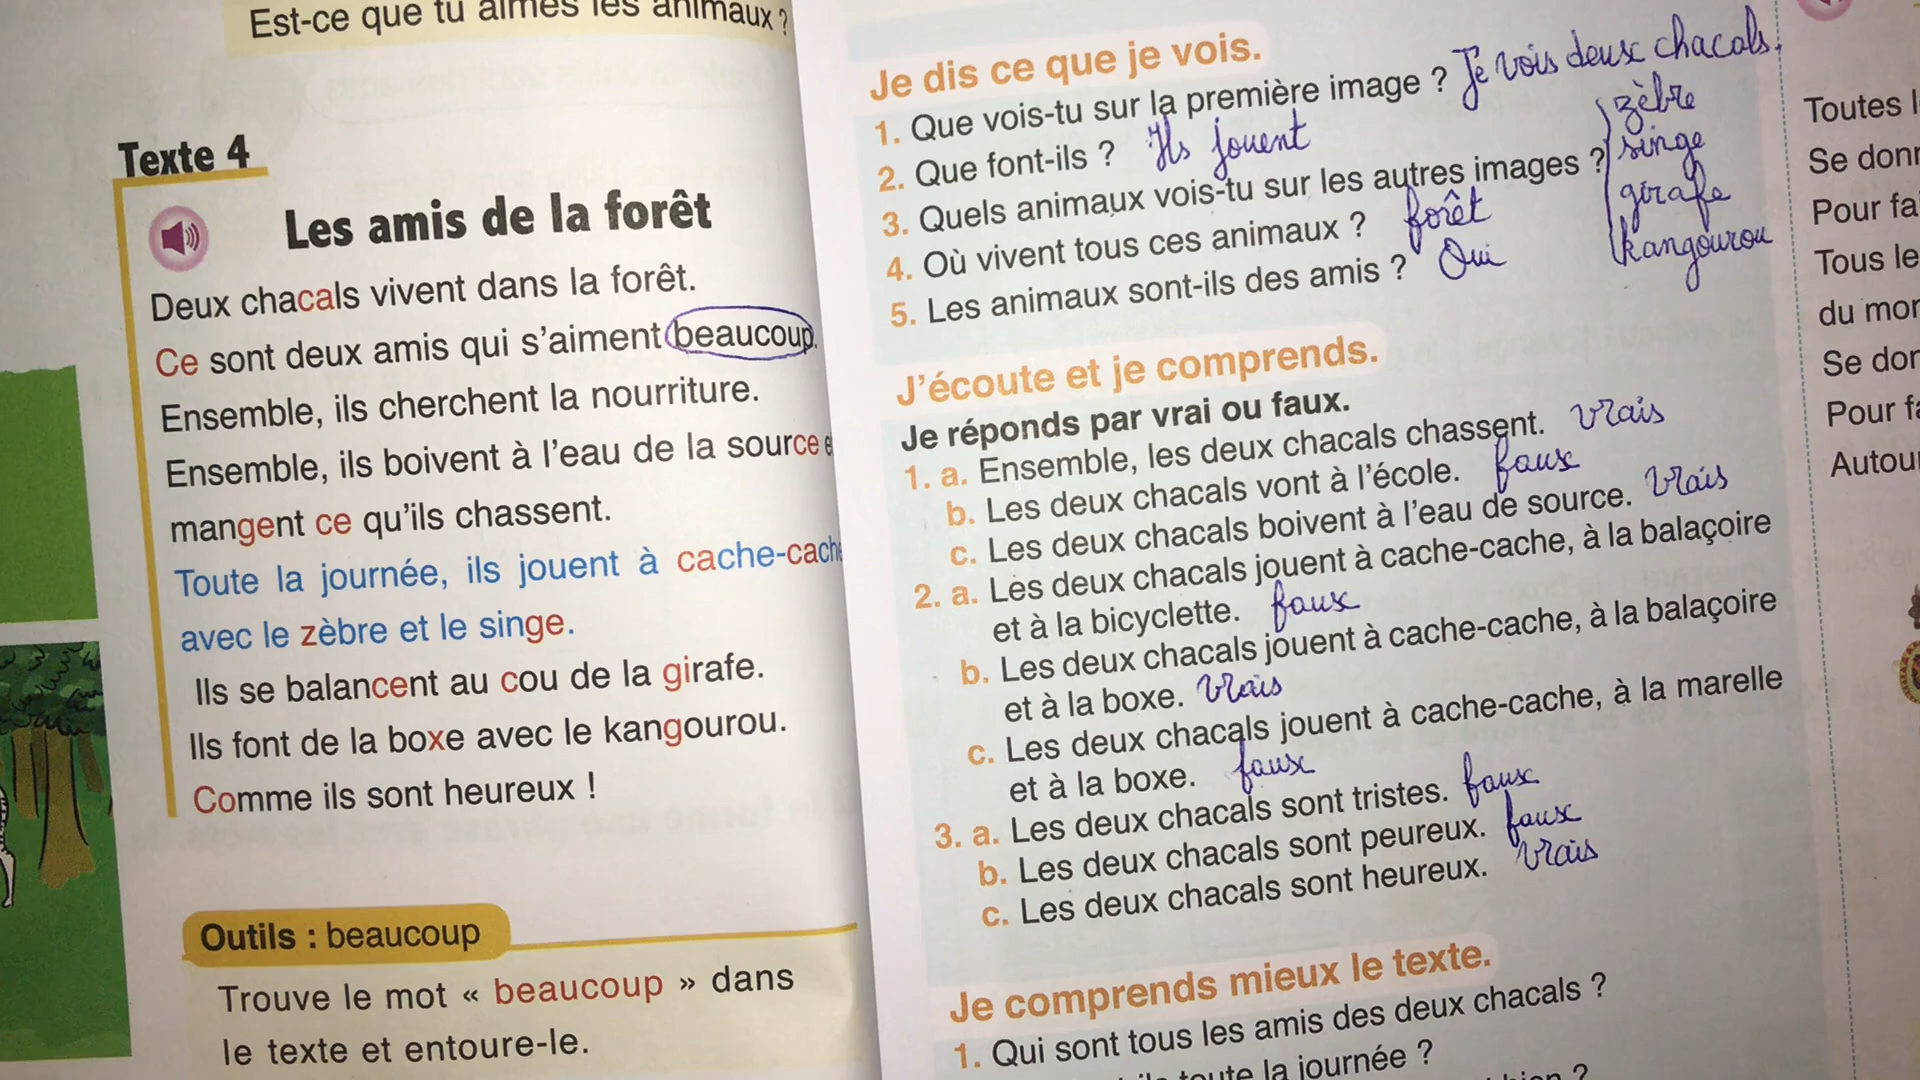 Est-ce que tu aimes les animaux ?
Texte 4
Les amis de la forêt
Deux chacals vivent dans la forêt.
Ce sont deux amis qui s'aiment beaucoup.
Ensemble, ils cherchent la nourriture.
Ensemble, ils boivent à l'eau de la source
mangent ce qu'ils chassent.
Toute la journée, ils jouent à cache-cach
avec le zèbre et le singe.
Ils se balancent au cou de la girafe.
Ils font de la boxe avec le kangourou.
Comme ils sont heureux !
Outils : beaucoup
Trouve le mot « beaucoup » dans
le texte et entoure-le.
Je dis ce que je vois.
1. Que vois-tu sur la première image ? Je vois deux chacals.
2. Que font-ils ? Ils jouent
3. Quels animaux vois-tu sur les autres images ?
zèbre
singe
girafe
kangourou
4. Où vivent tous ces animaux ? forêt
5. Les animaux sont-ils des amis ? Oui
J'écoute et je comprends.
Je réponds par vrai ou faux.
1. a. Ensemble, les deux chacals chassent. vrais
b. Les deux chacals vont à l'école. faux
c. Les deux chacals boivent à l'eau de source. vrais
2. a. Les deux chacals jouent à cache-cache, à la balaçoire
et à la bicyclette. faux
b. Les deux chacals jouent à cache-cache, à la balaçoire
et à la boxe. vrais
c. Les deux chacals jouent à cache-cache, à la marelle
et à la boxe. faux
3. a. Les deux chacals sont tristes. faux
b. Les deux chacals sont peureux. faux
c. Les deux chacals sont heureux. vrais
Je comprends mieux le texte.
1. Qui sont tous les amis des deux chacals ?
toute la journée ?
Toutes
Se
Pour
Tous le
du
Se
Pour